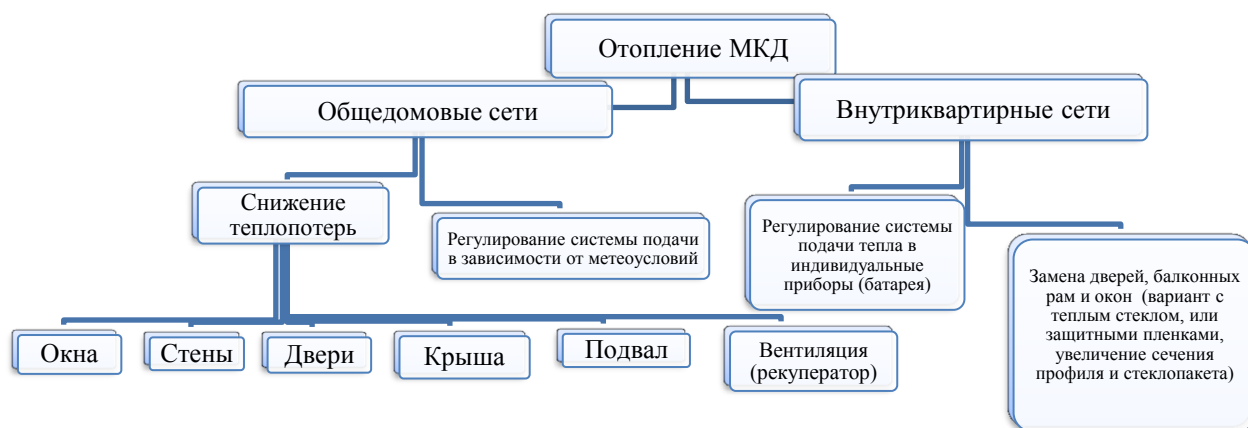 Отопление МКД
Общедомовые сети
Внутриквартирные сети
Снижение
теплопотерь
Регулирование системы подачи
в зависимости от метеоусловий
Регулирование системы
подачи тепла в
индивидуальные
приборы (батарея)
Замена дверей, балконных
рам и окон (вариант с
теплым стеклом, или
защитными пленками,
увеличение сечения
профиля и стеклопакета)
Окна
Стены
Двери
Крыша
Подвал
Вентиляция
(рекуператор)